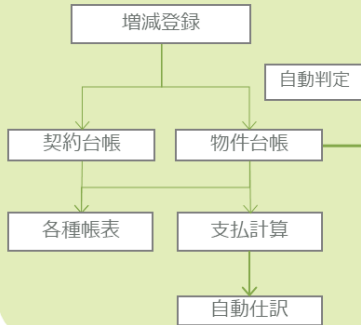 増減登録
自動判定
契約台帳
物件台帳
各種帳表
支払計算
自動仕訳